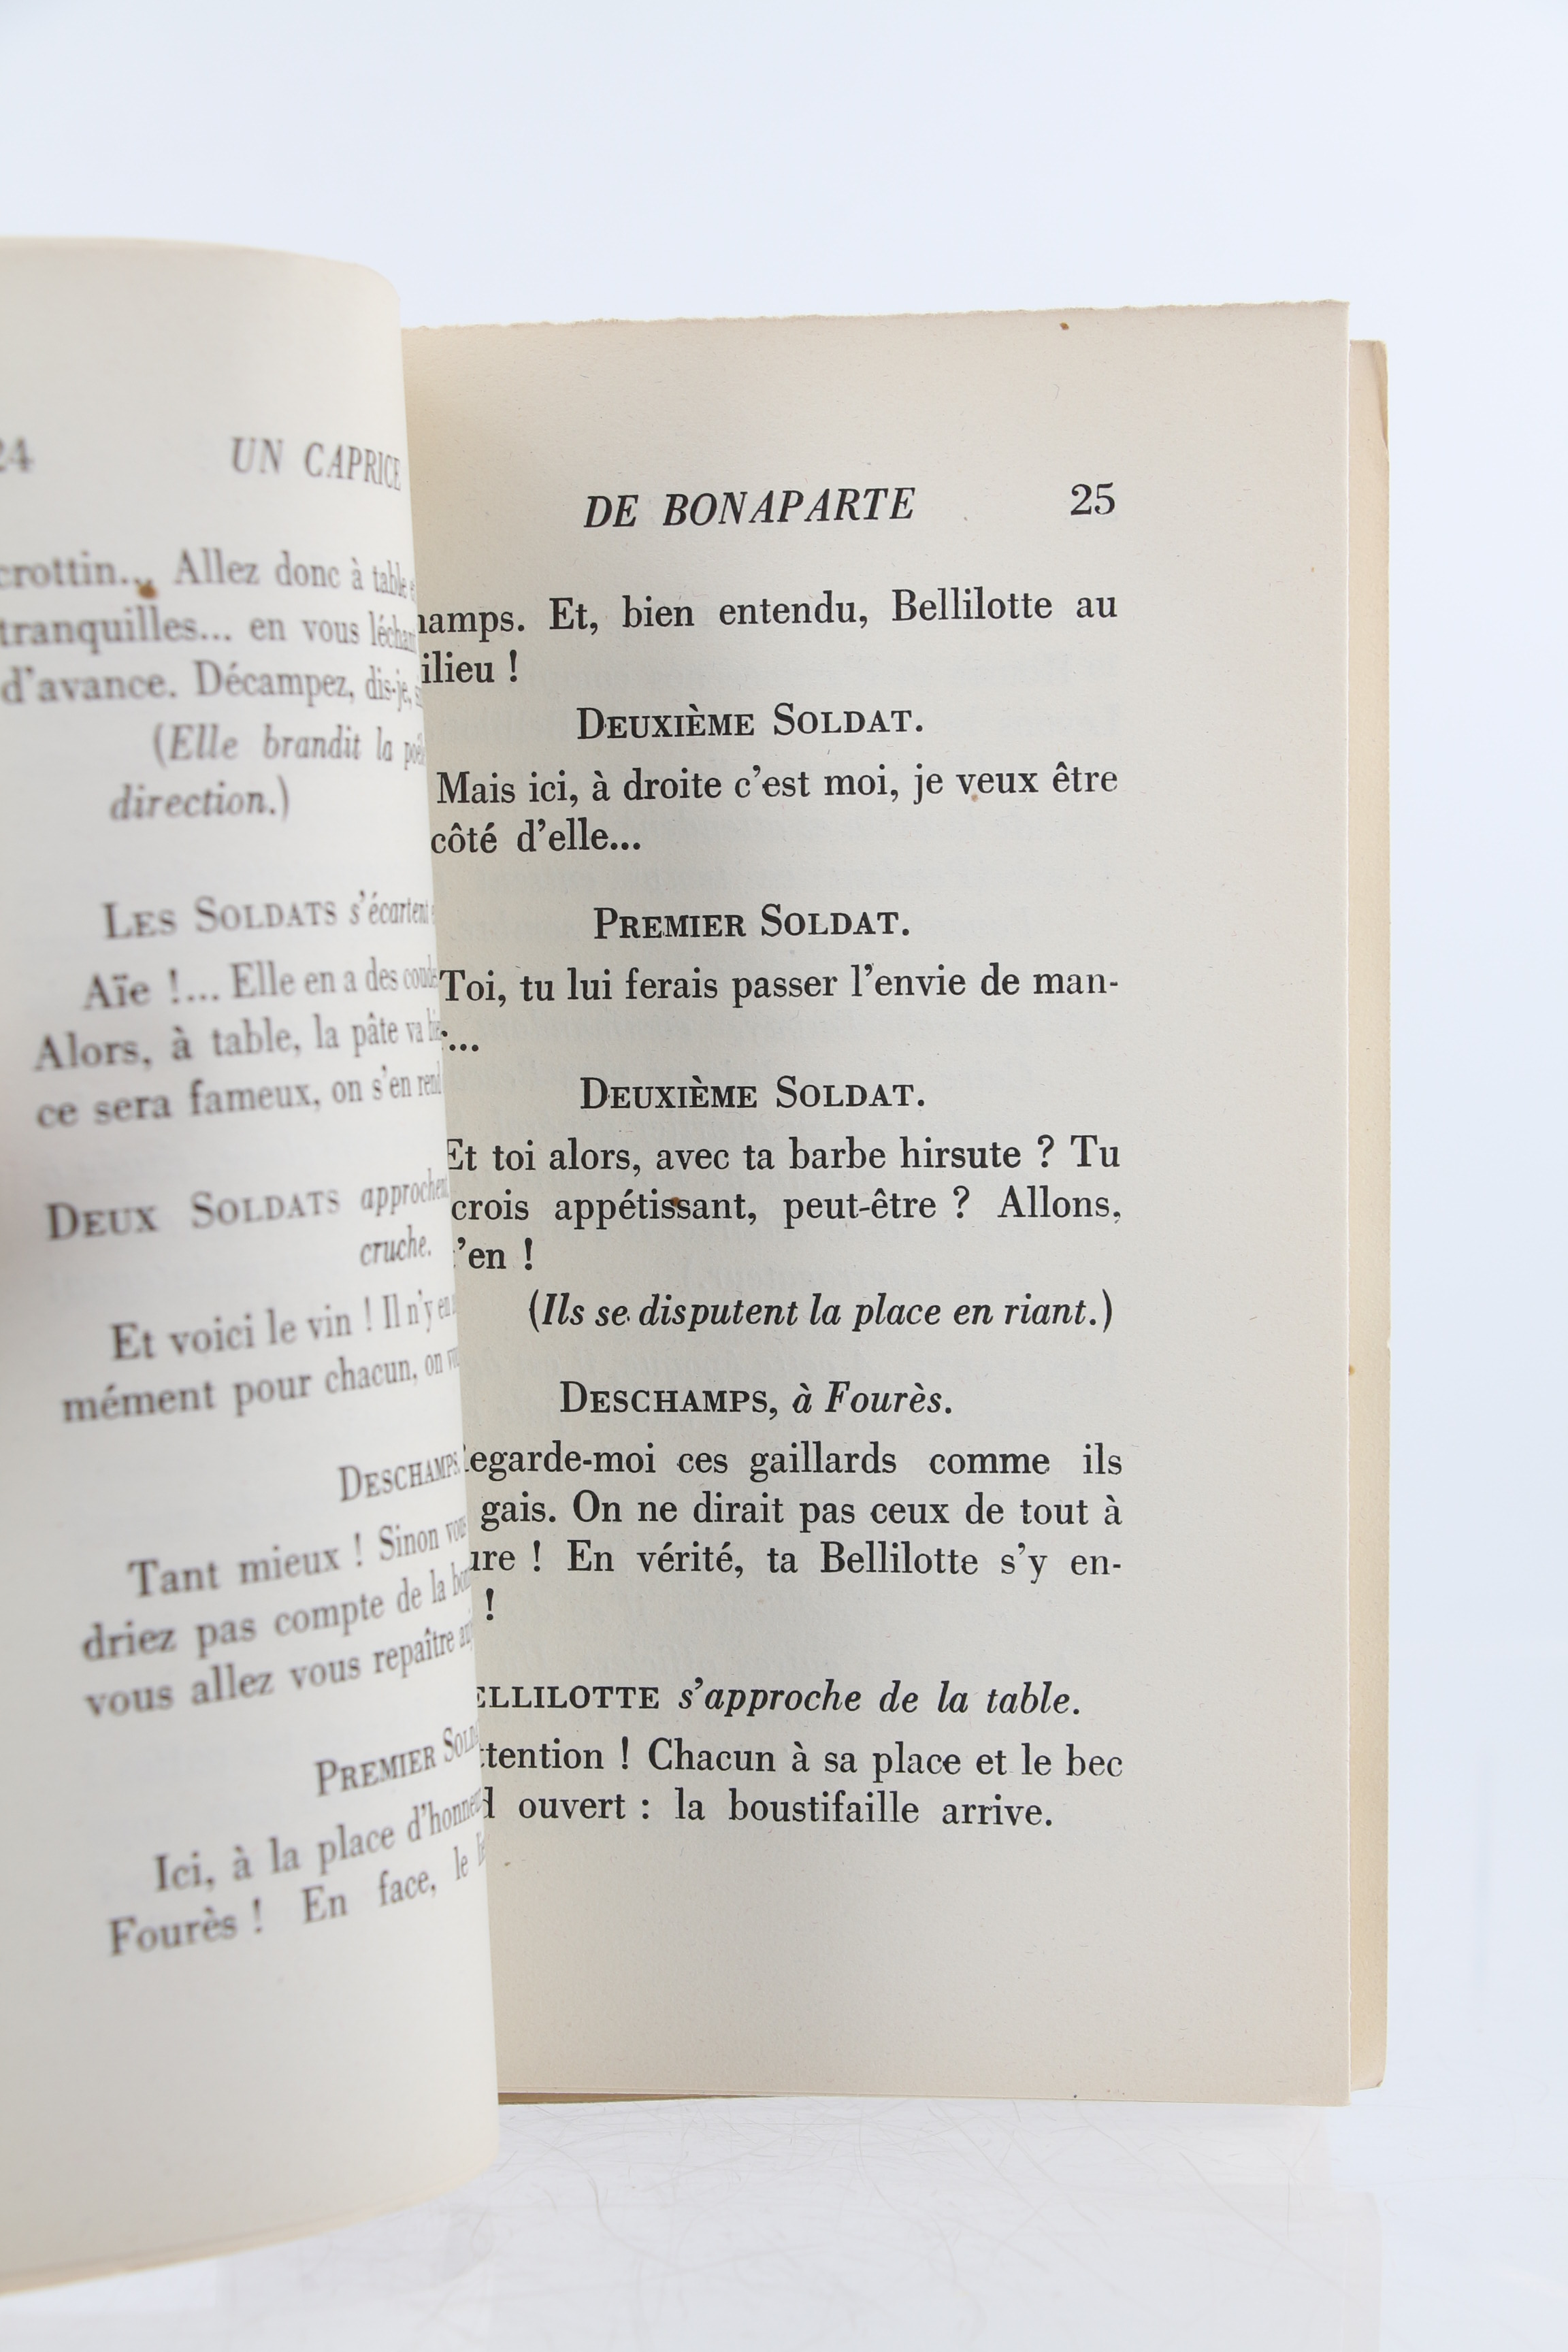 24 UN CAPRICE
crottin... Allez donc à table
tranquilles... en vous
d'avance. Décampez, dis-je,
(Elle brandit la
direction.)
LES SOLDATS s'écartent
Aïe !... Elle en a des
Alors, à table, la pâte va
ce sera fameux, on s'en
DEUX SOLDATS approchent
cruche.
Et voici le vin ! Il n'y en
mément pour chacun, on
DESCHAMPS
Tant mieux ! Sinon vous
driez pas compte de la
vous allez vous repaître
PREMIER
Ici, à la place d'honneur
Fourès ! En face, le
DE BONAPARTE 25
hamps. Et, bien entendu, Bellilotte au
ilieu !
DEUXIÈME SOLDAT.
Mais ici, à droite c'est moi, je veux être
côté d'elle...
PREMIER SOLDAT.
Toi, tu lui ferais passer l'envie de man-
...
DEUXIÈME SOLDAT.
Et toi alors, avec ta barbe hirsute ? Tu
crois appétissant, peut-être ? Allons,
t'en !
(Ils se disputent la place en riant.)
DESCHAMPS, à Fourès.
egarde-moi ces gaillards comme ils
gais. On ne dirait pas ceux de tout à
ure ! En vérité, ta Bellilotte s'y en-
!
ELLILOTTE s'approche de la table.
ttention ! Chacun à sa place et le bec
d ouvert : la boustifaille arrive.